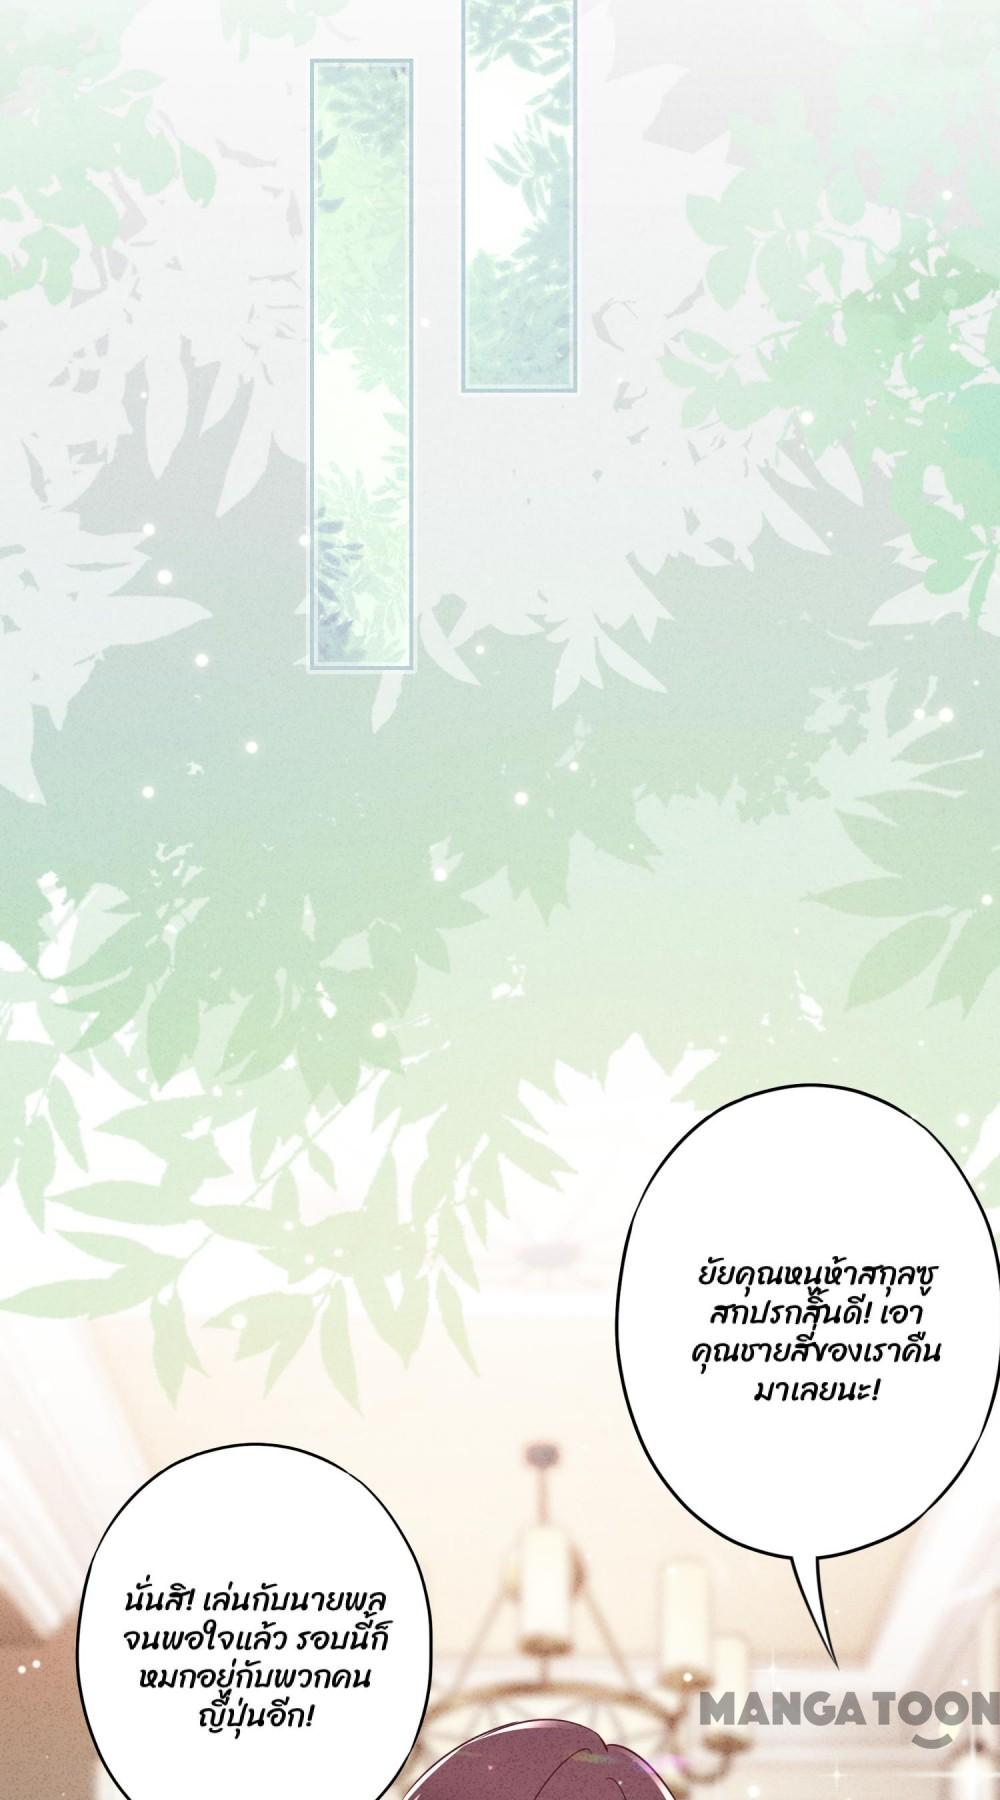 ยัยคุณหนูห้าสกุลซู
สกปรกสิ้นดี! เอา
คุณชายสี่ของเราคืน
มาเลยนะ!
นั่นสิ! เล่นกับนายพล
จนพอใจแล้ว รอบนี้ก็
หมกอยู่กับพวกคน
ญี่ปุ่นอีก!
MANGATOON